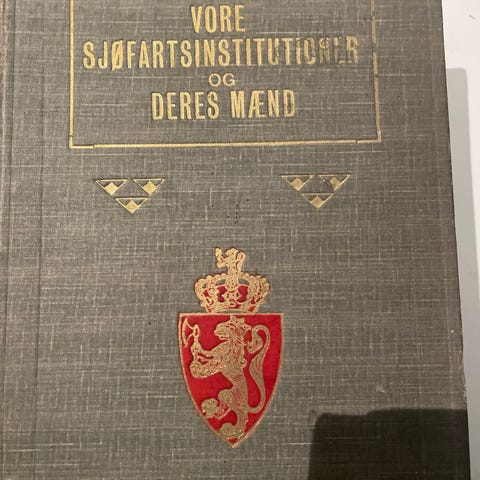 VORE
SJØFARTSINSTITUTIONER
OG
DERES MÆND